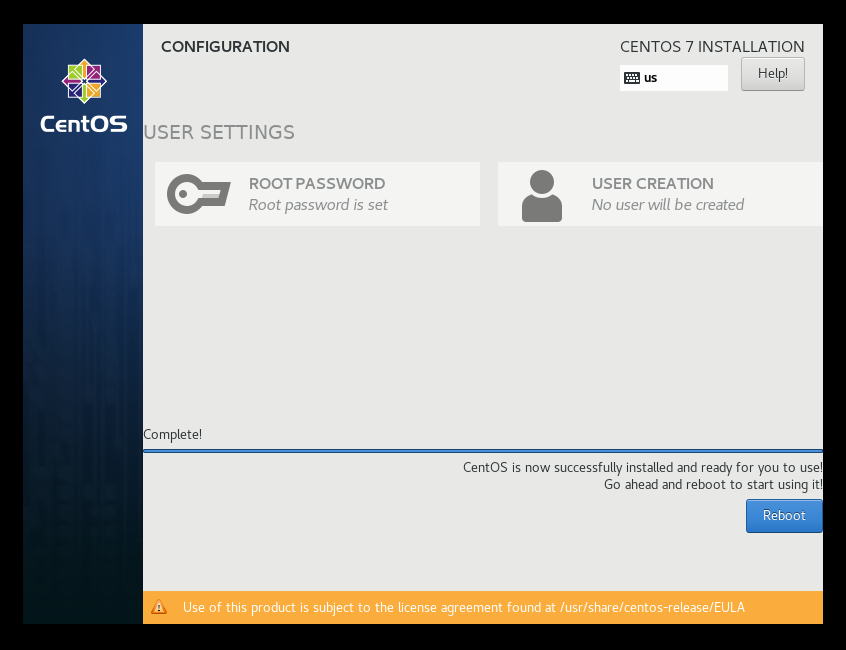 CONFIGURATION
CENTOS 7 INSTALLATION
us
Help!
CentOS
USER SETTINGS
ROOT PASSWORD
Root password is set
USER CREATION
No user will be created
Complete!
CentOS is now successfully installed and ready for you to use!
Go ahead and reboot to start using it!
Reboot
Use of this product is subject to the license agreement found at /usr/share/centos-release/EULA